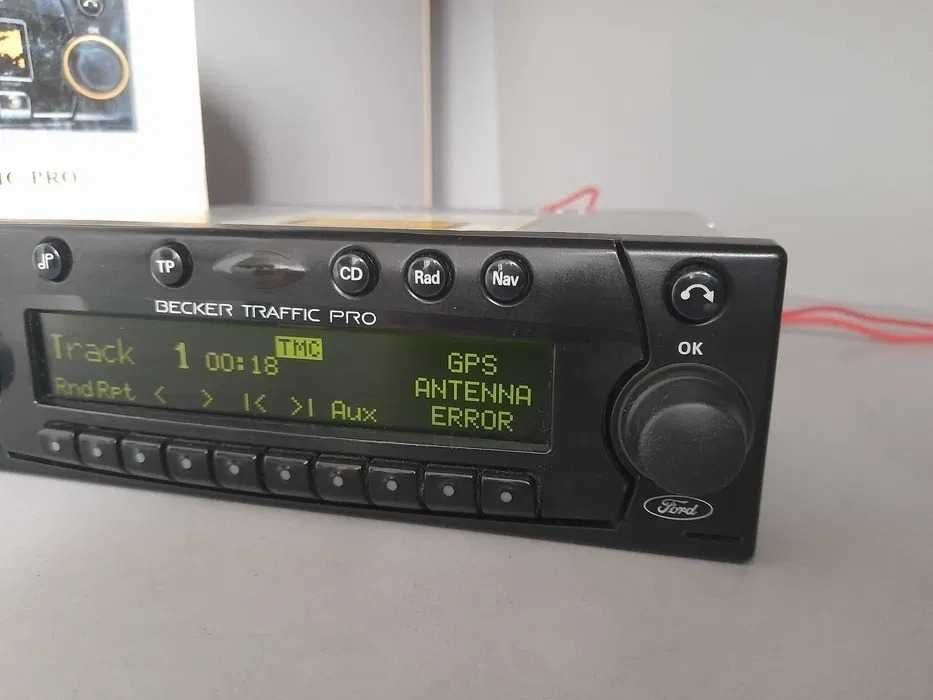 IC PRO
TP
CD
Rad
Nav
BECKER TRAFFIC PRO
OK
Track 1 00:18 TMC
Rnd Rpt < > |< >| Aux
GPS
ANTENNA
ERROR
Ford